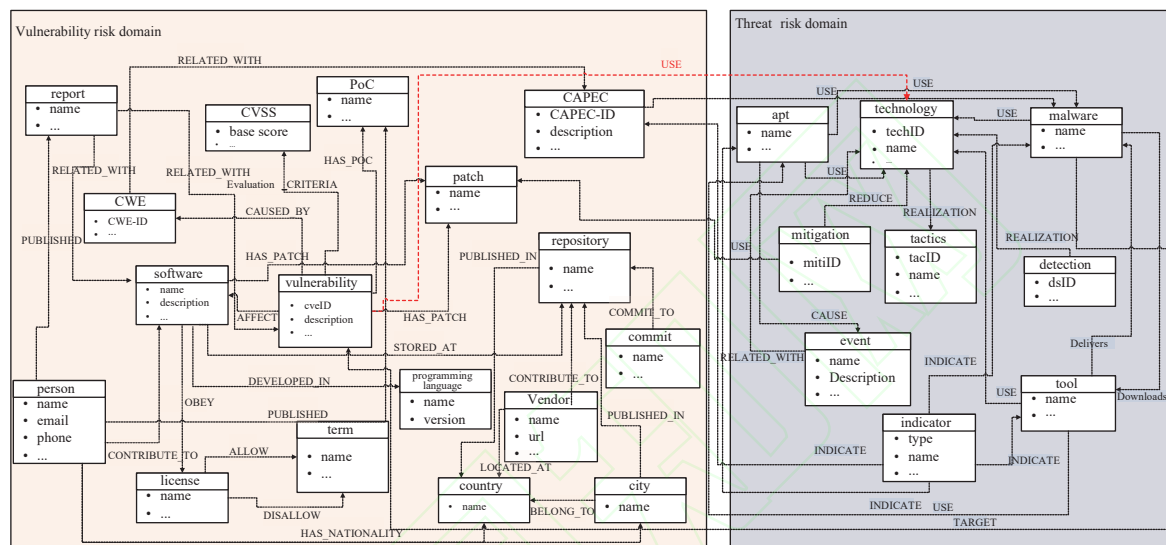 Vulnerability risk domain
Threat risk domain
RELATED_WITH
USE
report
• name
• ...
PoC
• name
• ...
CVSS
• base score
• ...
CAPEC
• CAPEC-ID
• description
• ...
USE
USE
apt
• name
• ...
technology
• techID
• name
• ...
USE
malware
• name
• ...
RELATED_WITH
RELATED_WITH
HAS_POC
Evaluation
CRITERIA
patch
• name
• ...
USE
CWE
• CWE-ID
• ...
CAUSED_BY
REDUCE
REALIZATION
PUBLISHED
HAS_PATCH
PUBLISHED_IN
repository
• name
• ...
USE
mitigation
• mitiID
• ...
tactics
• tacID
• name
• ...
REALIZATION
detection
• dsID
• ...
software
• name
• description
• ...
vulnerability
• cveID
• description
• ...
AFFECT
HAS_PATCH
COMMIT_TO
CAUSE
commit
• name
• ...
STORED_AT
event
• name
• Description
• ...
RELATED_WITH
INDICATE
Delivers
person
• name
• email
• phone
• ...
DEVELOPED_IN
programming
language
• name
• version
CONTRIBUTE_TO
OBEY
Vendor
• name
• url
• ...
USE
tool
• name
• ...
Downloads
PUBLISHED
PUBLISHED_IN
term
• name
• ...
indicator
• type
• name
• ...
CONTRIBUTE_TO
ALLOW
INDICATE
INDICATE
LOCATED_AT
license
• name
• ...
DISALLOW
country
• name
BELONG_TO
city
• name
INDICATE
USE
HAS_NATIONALITY
TARGET